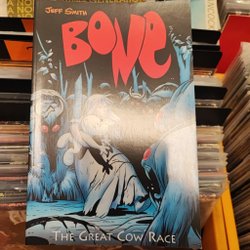 JEFF SMITH
BONE
THE GREAT COW RACE